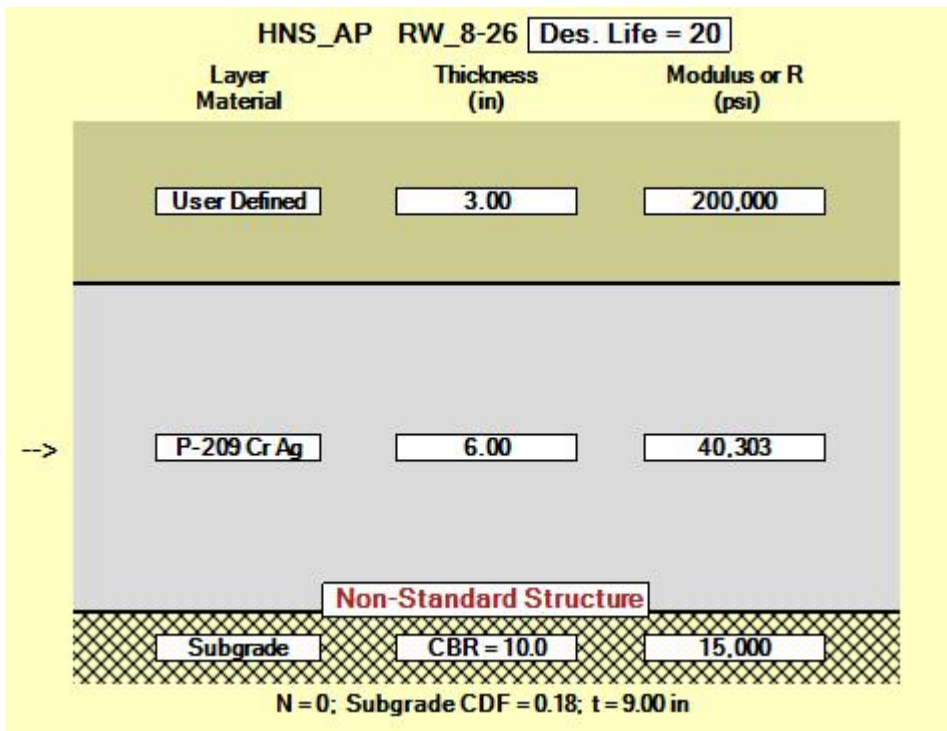 HNS_AP RW_8-26 Des. Life = 20
Layer Material Thickness (in) Modulus or R (psi)
User Defined 3.00 200,000
--> P-209 Cr Ag 6.00 40,303
Non-Standard Structure
Subgrade CBR = 10.0 15,000
N = 0; Subgrade CDF = 0.18; t = 9.00 in